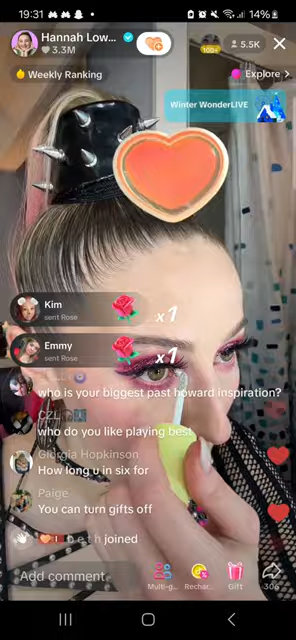 19:31
14%
Hannah Low...
3.3M
5.5K
Weekly Ranking
Explore >
Winter WonderLIVE
Kim
sent Rose
x1
Emmy
sent Rose
x1
who is your biggest past howard inspiration?
who do you like playing best
Giorgia Hopkinson
How long u in six for
Paige
You can turn gifts off
joined
Add comment...
Multi-g...
Rechar...
Gift
306